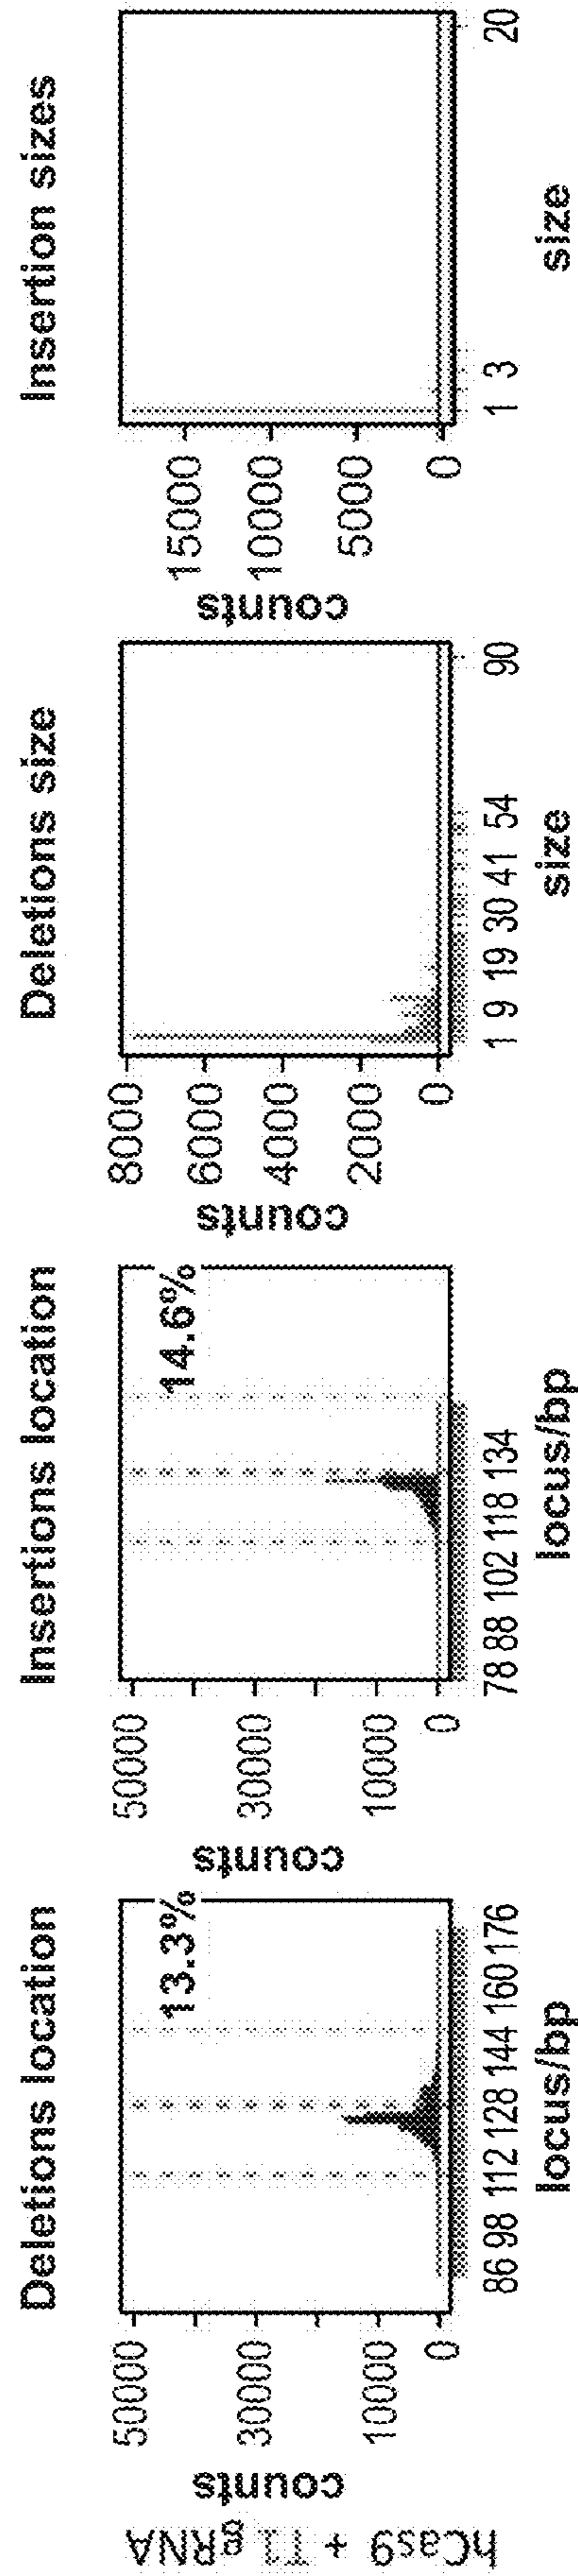 hCas9 + T1 gRNA
Deletions location
counts
50000
30000
10000
0
13.3%
86 98 112 128 144 160 176
locus/bp
Insertions location
counts
50000
30000
10000
0
14.6%
78 88 102 118 134
locus/bp
Deletions size
counts
8000
6000
4000
2000
0
1 9 19 30 41 54 90
size
Insertion sizes
counts
15000
10000
5000
0
1 3 20
size